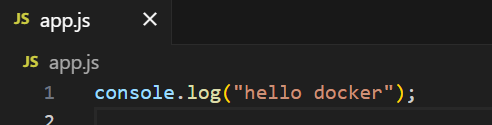 JS app.js ×
JS app.js
1 console.log("hello docker");
2